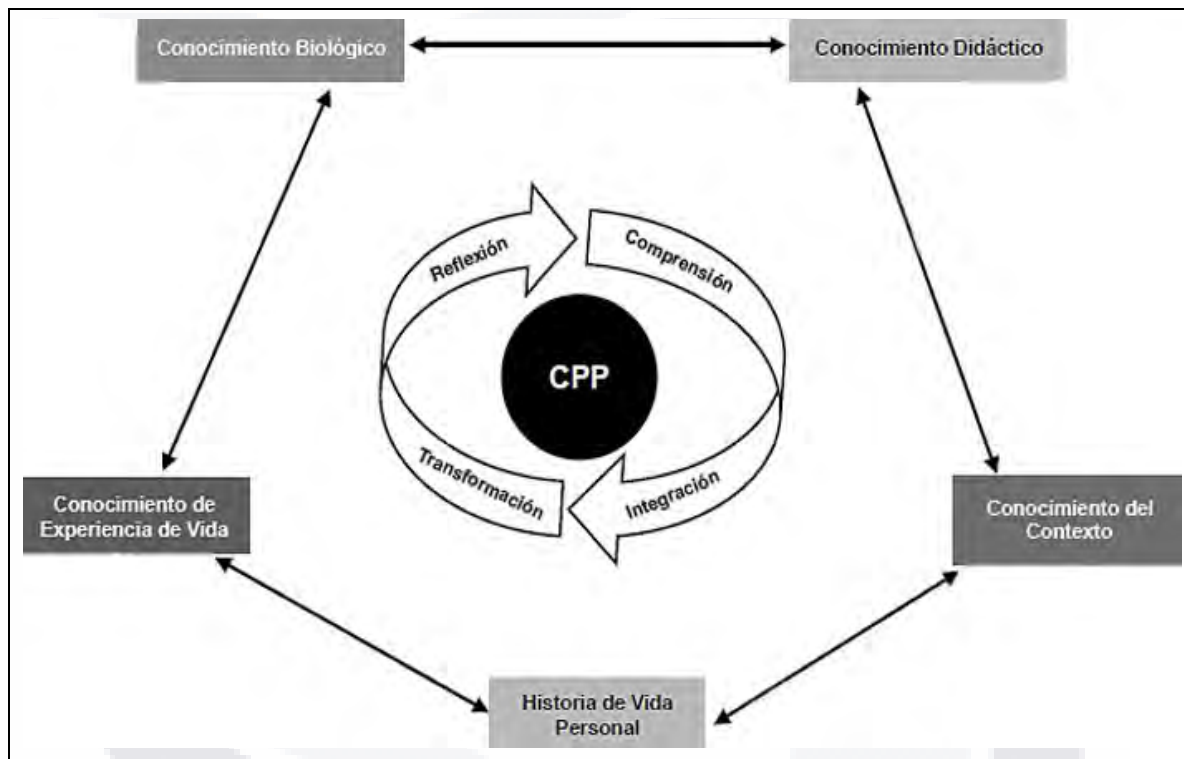 Conocimiento Biológico
Conocimiento Didáctico
Reflexión
Comprensión
CPP
Transformación
Integración
Conocimiento de
Experiencia de Vida
Conocimiento del
Contexto
Historia de Vida
Personal